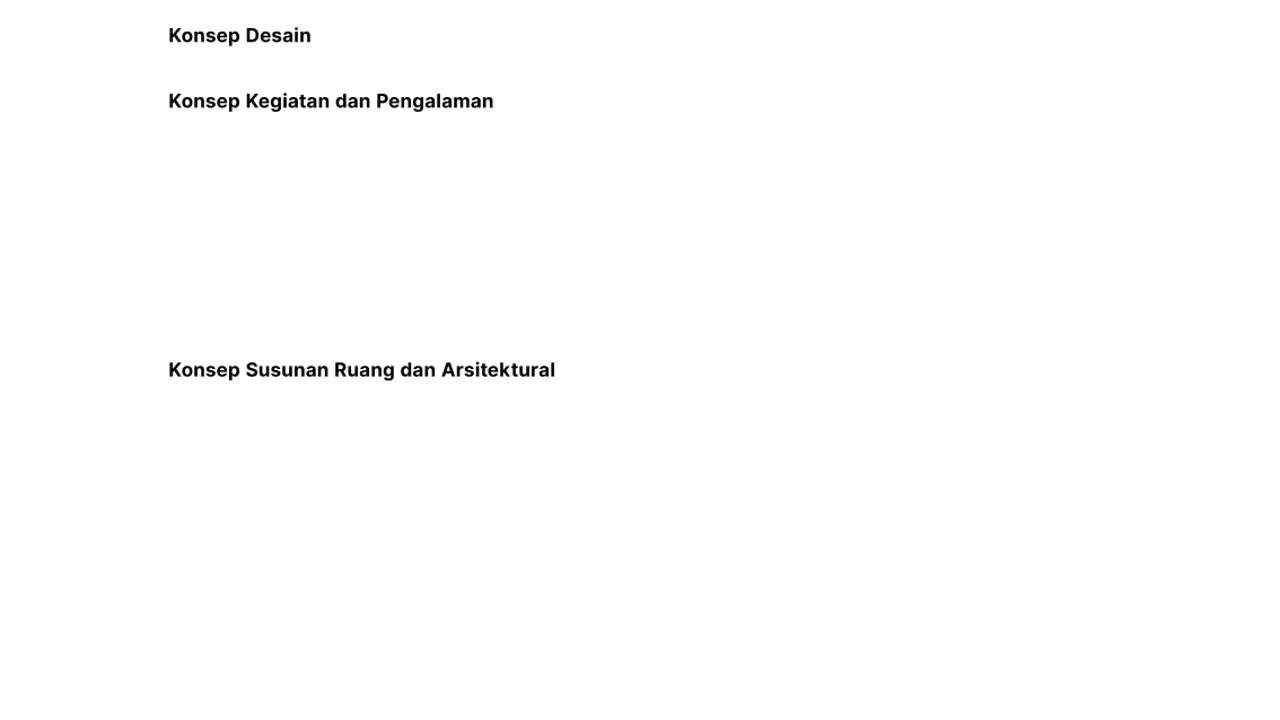 Konsep Desain
Konsep Kegiatan dan Pengalaman
Konsep Susunan Ruang dan Arsitektural